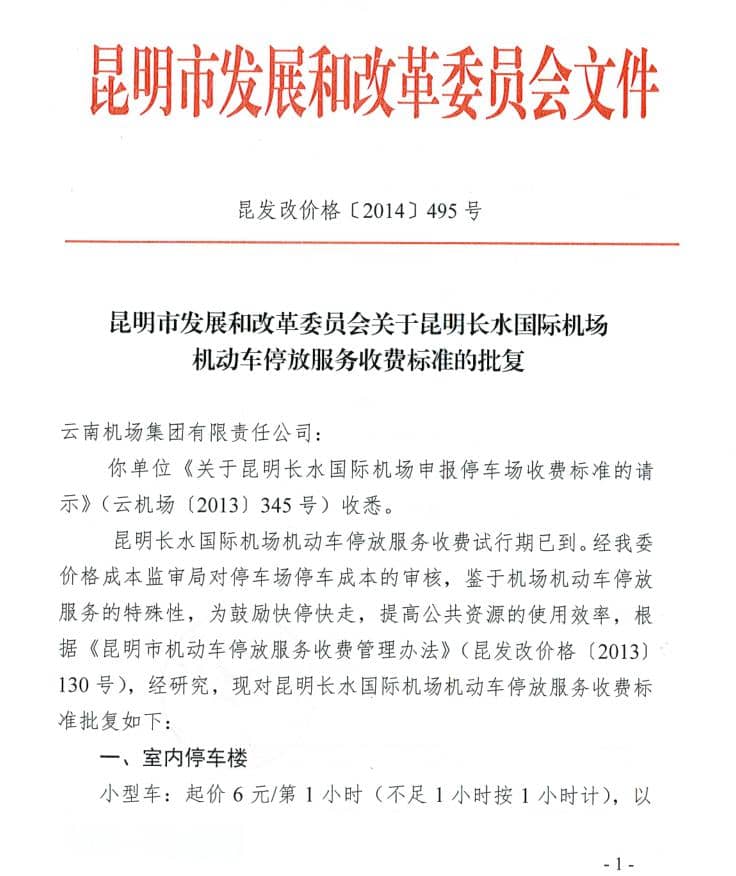 昆明市发展和改革委员会文件
昆发改价格〔2014〕495 号
昆明市发展和改革委员会关于昆明长水国际机场
机动车停放服务收费标准的批复
云南机场集团有限责任公司：
你单位《关于昆明长水国际机场申报停车场收费标准的请
示》（云机场〔2013〕345 号）收悉。
昆明长水国际机场机动车停放服务收费试行期已到。经我委
价格成本监审局对停车场停车成本的审核，鉴于机场机动车停放
服务的特殊性，为鼓励快停快走，提高公共资源的使用效率，根
据《昆明市机动车停放服务收费管理办法》（昆发改价格〔2013〕
130 号），经研究，现对昆明长水国际机场机动车停放服务收费标
准批复如下：
一、室内停车楼
小型车：起价 6 元/第 1 小时（不足 1 小时按 1 小时计），以
- 1 -